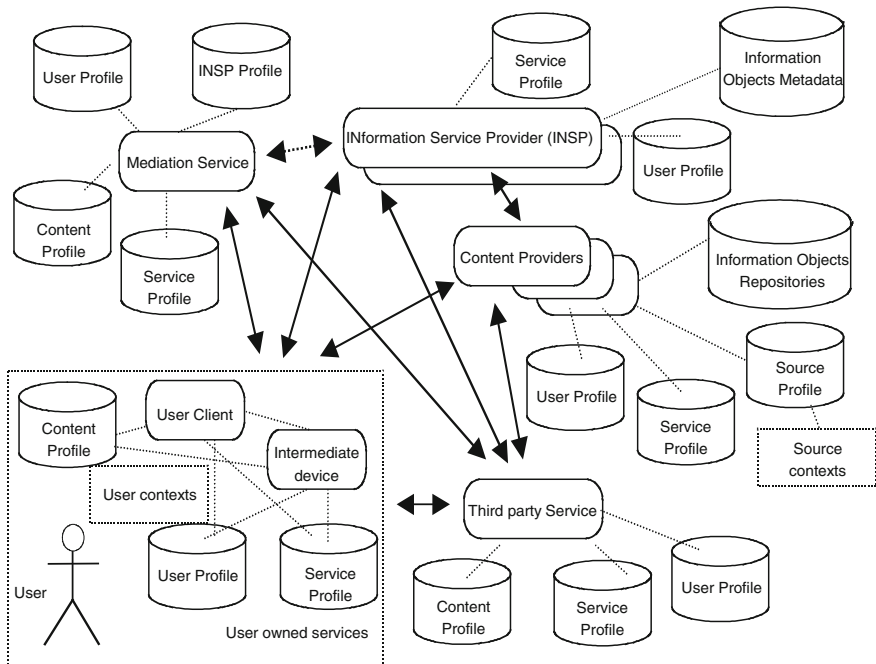 User Profile
INSP Profile
Service
Profile
Information
Objects Metadata
INformation Service Provider (INSP)
Mediation Service
User Profile
Content
Profile
Service
Profile
Content Providers
Information Objects
Repositories
User Profile
Service
Profile
Source
Profile
Source
contexts
Content
Profile
User Client
Intermediate
device
User contexts
User Profile
Service
Profile
User
User owned services
Third party Service
Content
Profile
Service
Profile
User Profile